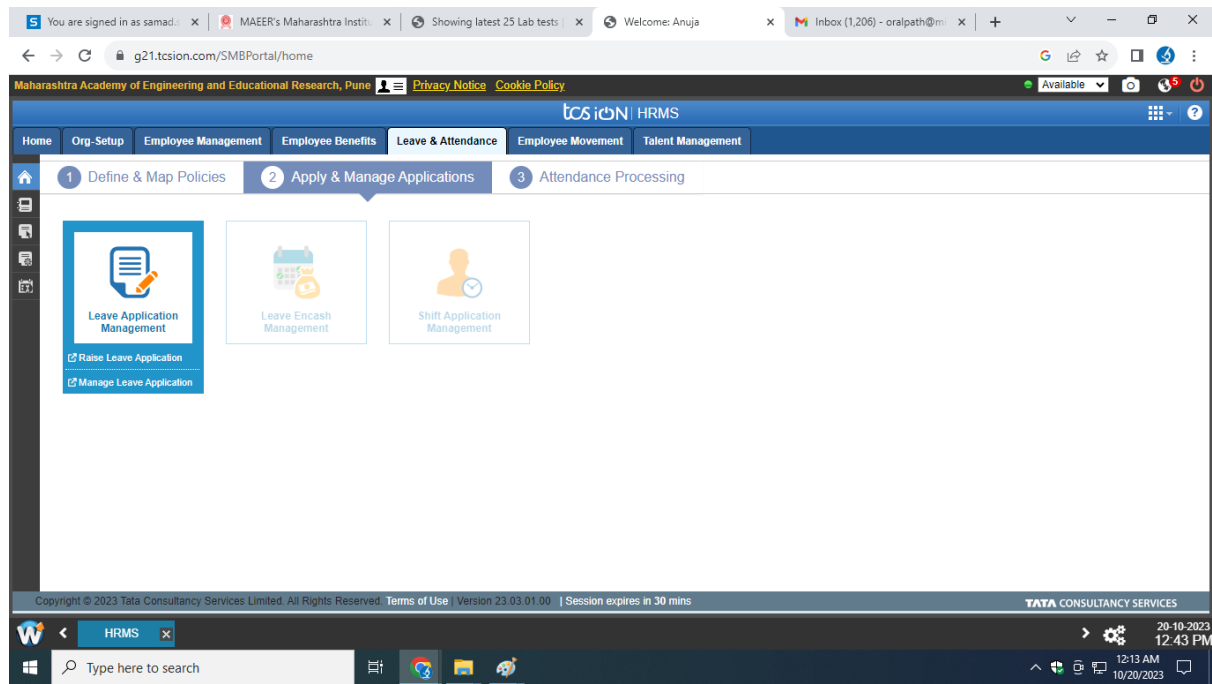 You are signed in as samad.
MAEER's Maharashtra Institu
Showing latest 25 Lab tests |
Welcome: Anuja
Inbox (1,206) - oralpath@mi
g21.tcsion.com/SMBPortal/home
Maharashtra Academy of Engineering and Educational Research, Pune Privacy Notice Cookie Policy
Available
5
tcs iON | HRMS
Home Org-Setup Employee Management Employee Benefits Leave & Attendance Employee Movement Talent Management
1 Define & Map Policies 2 Apply & Manage Applications 3 Attendance Processing
Leave Application
Management
Raise Leave Application
Manage Leave Application
Leave Encash
Management
Shift Application
Management
Copyright © 2023 Tata Consultancy Services Limited. All Rights Reserved. Terms of Use | Version 23.03.01.00 | Session expires in 30 mins
TATA CONSULTANCY SERVICES
W HRMS
20-10-2023
12:43 PM
Type here to search
12:13 AM
10/20/2023